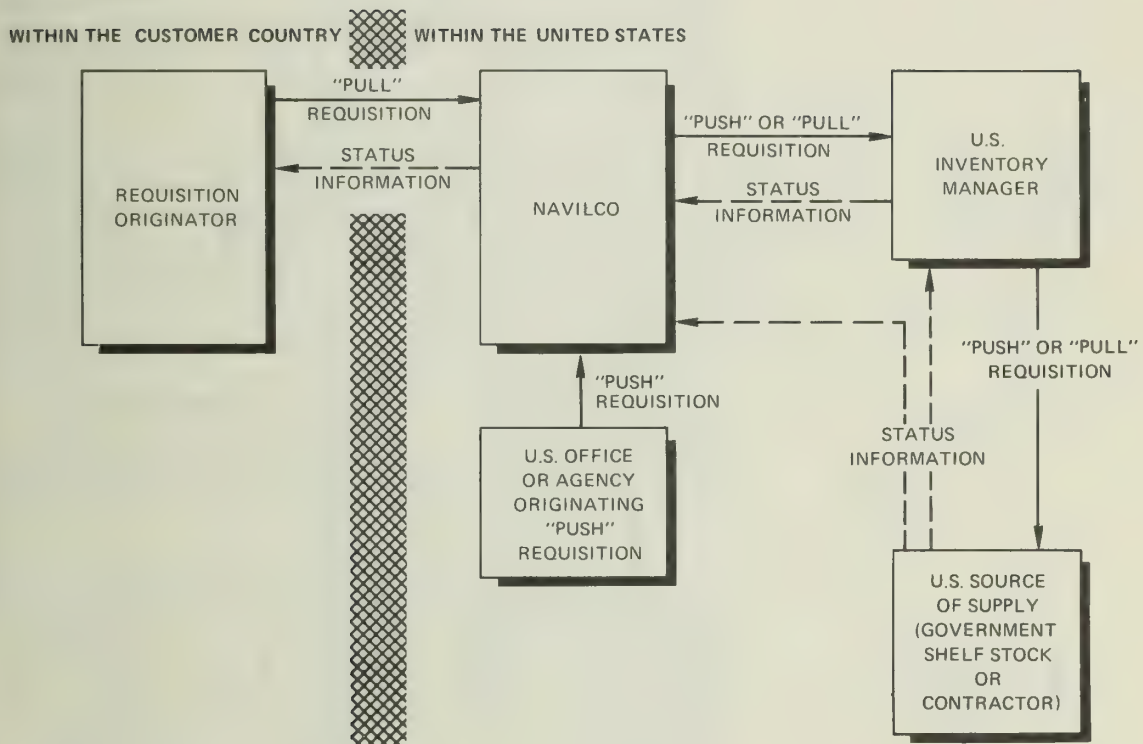 WITHIN THE CUSTOMER COUNTRY
WITHIN THE UNITED STATES
REQUISITION
ORIGINATOR
"PULL"
REQUISITION
STATUS
INFORMATION
NAVILCO
"PUSH" OR "PULL"
REQUISITION
STATUS
INFORMATION
U.S.
INVENTORY
MANAGER
"PUSH"
REQUISITION
U.S. OFFICE
OR AGENCY
ORIGINATING
"PUSH"
REQUISITION
"PUSH" OR "PULL"
REQUISITION
STATUS
INFORMATION
U.S. SOURCE
OF SUPPLY
(GOVERNMENT
SHELF STOCK
OR
CONTRACTOR)